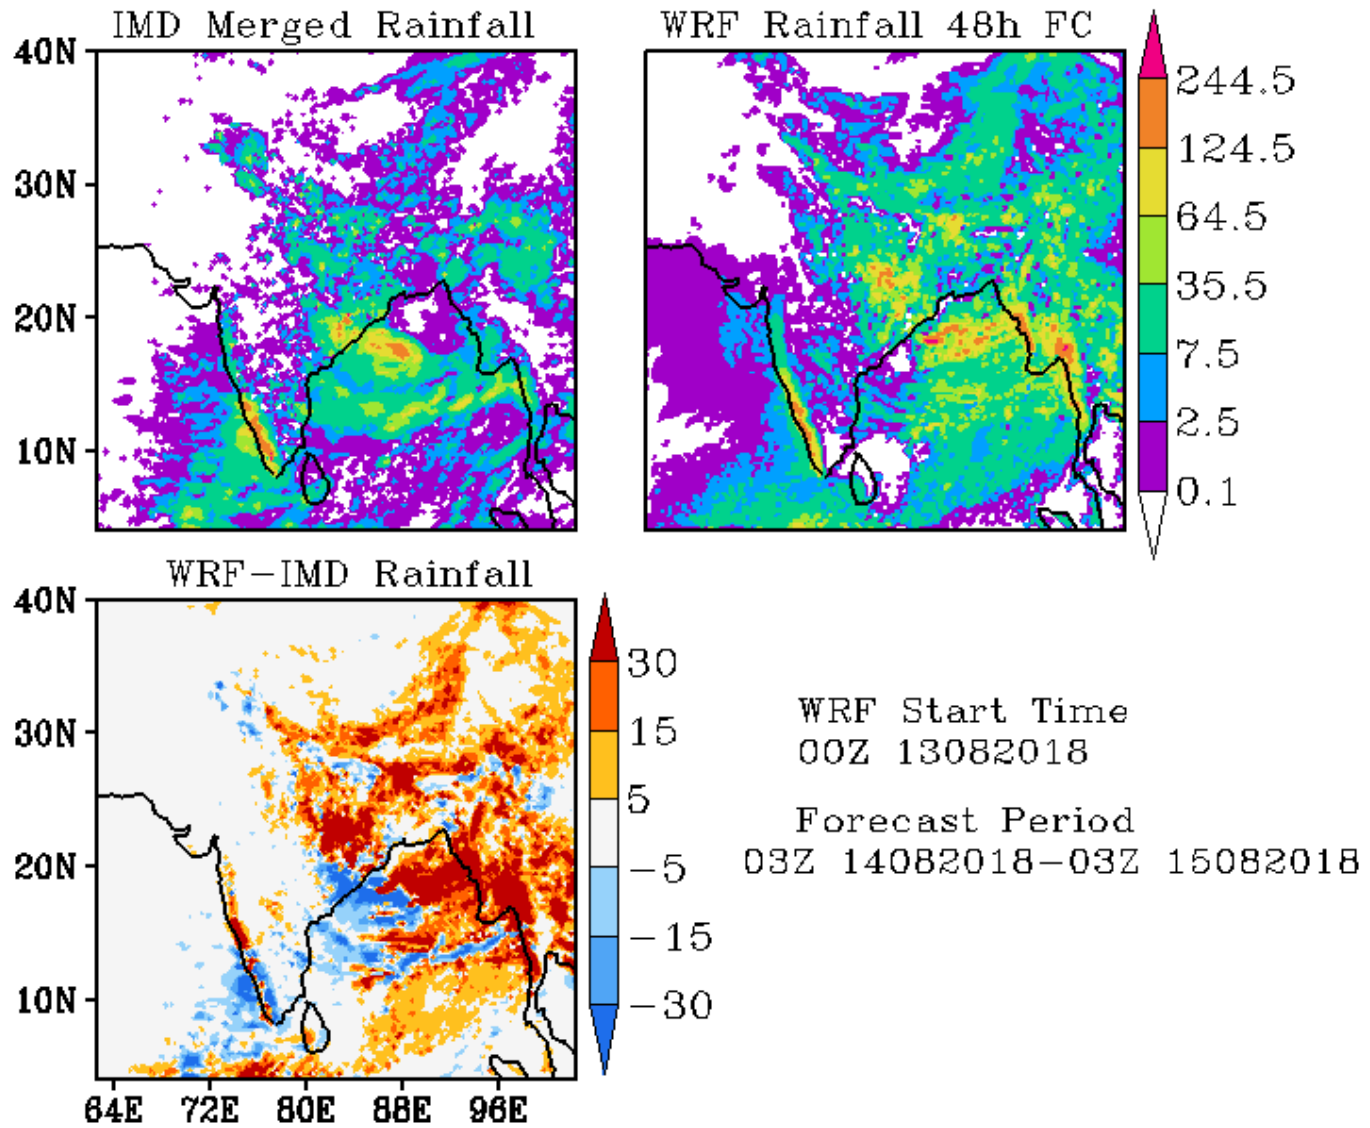 IMD Merged Rainfall
WRF Rainfall 48h FC
40N
30N
20N
10N
244.5
124.5
64.5
35.5
7.5
2.5
0.1
WRF-IMD Rainfall
40N
30N
20N
10N
64E 72E 80E 88E 96E
30
15
5
-5
-15
-30
WRF Start Time
00Z 13082018
Forecast Period
03Z 14082018-03Z 15082018